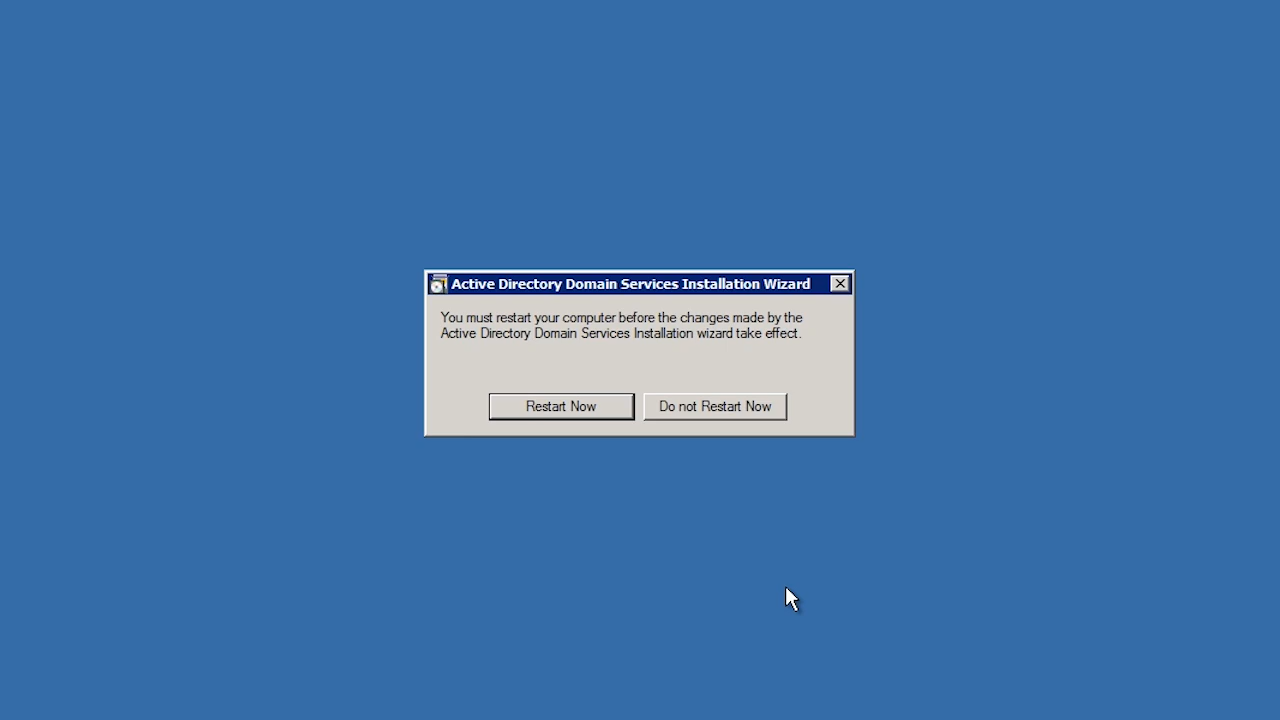 Active Directory Domain Services Installation Wizard
You must restart your computer before the changes made by the
Active Directory Domain Services Installation wizard take effect.
Restart Now
Do not Restart Now